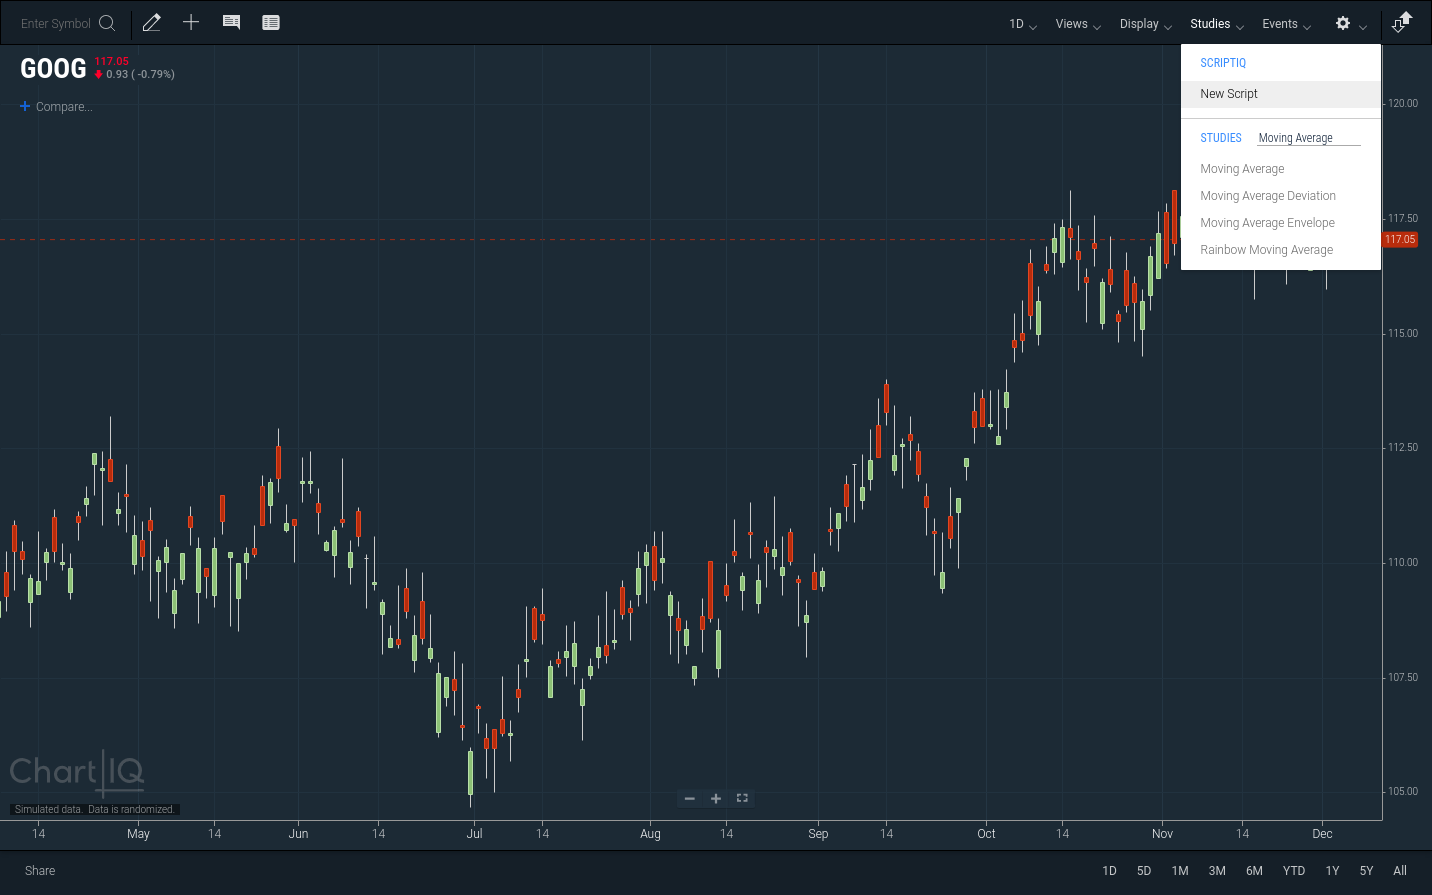 Enter Symbol
1D Views Display Studies Events
GOOG 117.05
0.93 ( -0.79%)
Compare...
SCRIPTIQ
New Script
STUDIES Moving Average
Moving Average
Moving Average Deviation
Moving Average Envelope
Rainbow Moving Average
120.00
117.50
117.05
115.00
112.50
110.00
107.50
105.00
Chart IQ
Simulated data. Data is randomized.
14 May 14 Jun 14 Jul 14 Aug 14 Sep 14 Oct 14 Nov 14 Dec
Share
1D 5D 1M 3M 6M YTD 1Y 5Y All